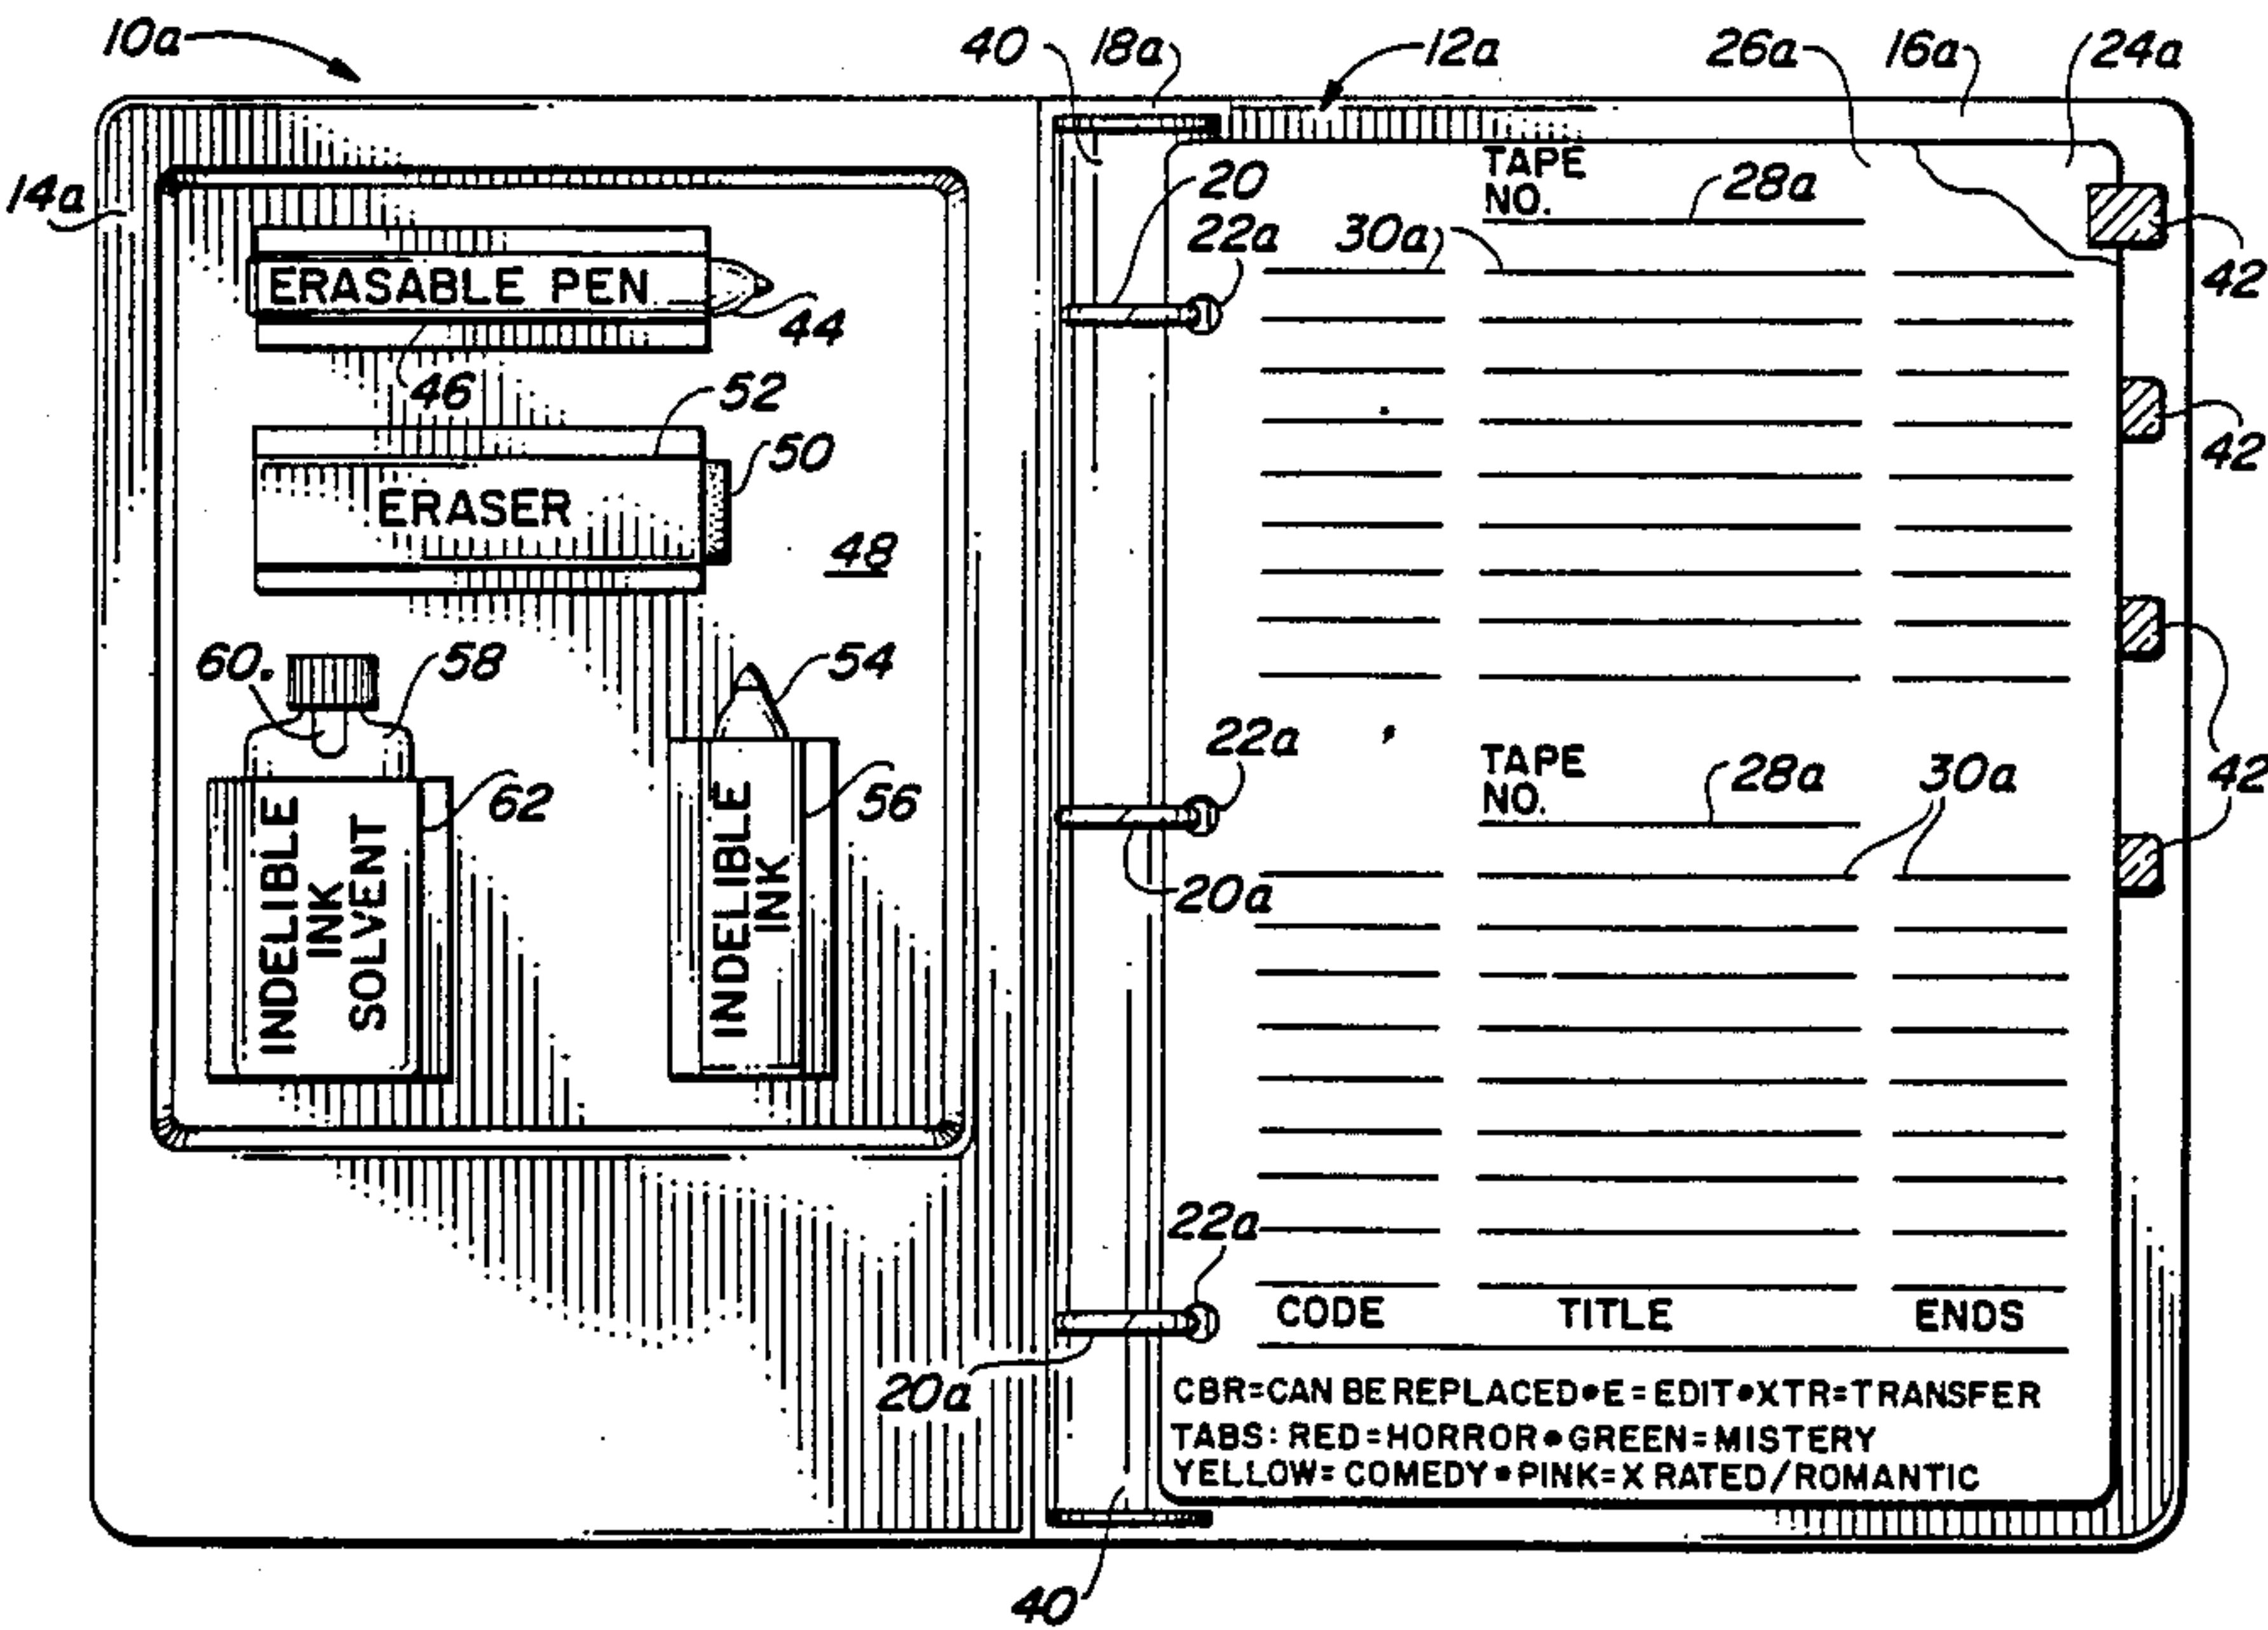 10a
40
18a
12a
26a
16a
24a
14a
TAPE
NO.
28a
20
22a
30a
42
ERASABLE PEN
44
46
52
42
50
ERASER
48
60.
58
54
22a
TAPE
NO.
28a
30a
42
INDELIBLE
INK
SOLVENT
62
INDELIBLE
INK
56
20a
22a
CODE TITLE ENDS
20a
CBR=CAN BE REPLACED•E=EDIT•XTR=TRANSFER
TABS: RED=HORROR•GREEN=MISTERY
YELLOW=COMEDY•PINK=X RATED/ROMANTIC
40